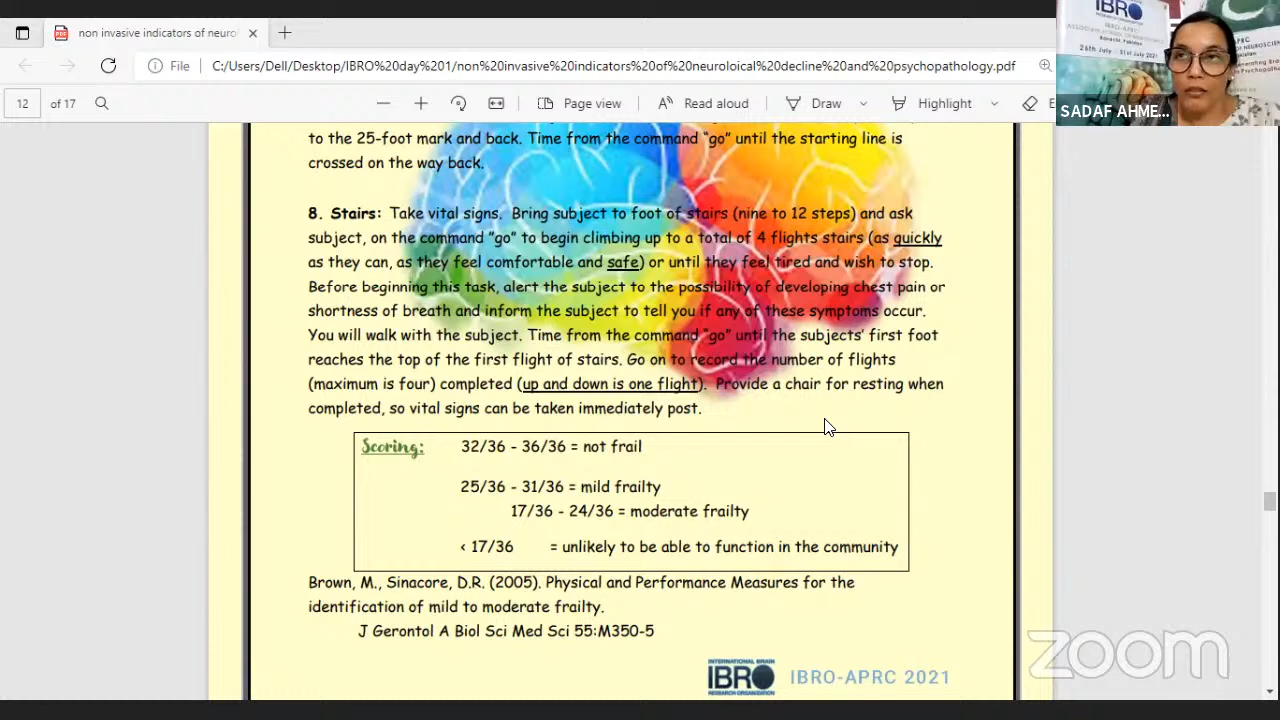 non invasive indicators of neuro
File C:/Users/Dell/Desktop/IBRO%20day%201/non%20invasive%20indicators%20of%20neuroloical%20decline%20and%20psychopathology.pdf
12 of 17 Page view Read aloud Draw Highlight
IBRO
26th July
SADAF AHME...
to the 25-foot mark and back. Time from the command “go” until the starting line is
crossed on the way back.
8. Stairs: Take vital signs. Bring subject to foot of stairs (nine to 12 steps) and ask
subject, on the command “go” to begin climbing up to a total of 4 flights stairs (as quickly
as they can, as they feel comfortable and safe) or until they feel tired and wish to stop.
Before beginning this task, alert the subject to the possibility of developing chest pain or
shortness of breath and inform the subject to tell you if any of these symptoms occur.
You will walk with the subject. Time from the command “go” until the subjects’ first foot
reaches the top of the first flight of stairs. Go on to record the number of flights
(maximum is four) completed (up and down is one flight). Provide a chair for resting when
completed, so vital signs can be taken immediately post.
Scoring: 32/36 - 36/36 = not frail
25/36 - 31/36 = mild frailty
17/36 - 24/36 = moderate frailty
< 17/36 = unlikely to be able to function in the community
Brown, M., Sinacore, D.R. (2005). Physical and Performance Measures for the
identification of mild to moderate frailty.
J Gerontol A Biol Sci Med Sci 55:M350-5
INTERNATIONAL BRAIN
IBRO
RESEARCH ORGANIZATION
IBRO-APRC 2021
zoom